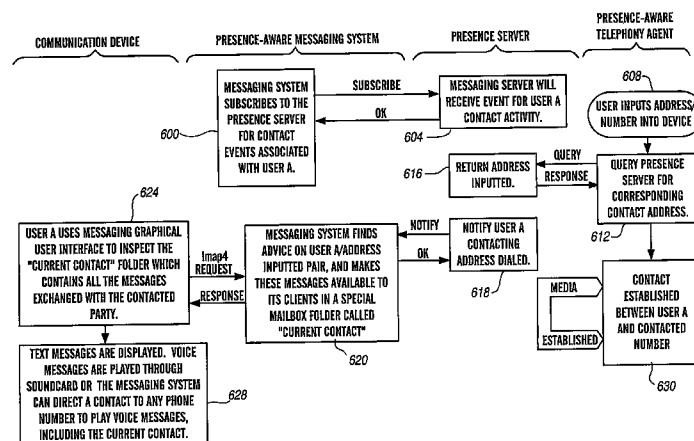 COMMUNICATION DEVICE
PRESENCE-AWARE MESSAGING SYSTEM
PRESENCE SERVER
PRESENCE-AWARE
TELEPHONY AGENT
MESSAGING SYSTEM
SUBSCRIBES TO THE
PRESENCE SERVER
FOR CONTACT
EVENTS ASSOCIATED
WITH USER A.
600
SUBSCRIBE
OK
MESSAGING SERVER WILL
RECEIVE EVENT FOR USER A
CONTACT ACTIVITY.
604
608
USER INPUTS ADDRESS/
NUMBER INTO DEVICE
616
RETURN ADDRESS
INPUTTED.
QUERY
RESPONSE
QUERY PRESENCE
SERVER FOR
CORRESPONDING
CONTACT ADDRESS.
612
624
USER A USES MESSAGING GRAPHICAL
USER INTERFACE TO INSPECT THE
"CURRENT CONTACT" FOLDER WHICH
CONTAINS ALL THE MESSAGES
EXCHANGED WITH THE CONTACTED
PARTY.
Imap4
REQUEST
RESPONSE
MESSAGING SYSTEM FINDS
ADVICE ON USER A/ADDRESS
INPUTTED PAIR, AND MAKES
THESE MESSAGES AVAILABLE TO
ITS CLIENTS IN A SPECIAL
MAILBOX FOLDER CALLED
"CURRENT CONTACT"
620
NOTIFY
OK
NOTIFY USER A
CONTACTING
ADDRESS DIALED.
618
MEDIA
ESTABLISHED
CONTACT
ESTABLISHED
BETWEEN USER
A AND CONTACTED
NUMBER
630
TEXT MESSAGES ARE DISPLAYED. VOICE
MESSAGES ARE PLAYED THROUGH
SOUNDCARD OR THE MESSAGING SYSTEM
CAN DIRECT A CONTACT TO ANY PHONE
NUMBER TO PLAY VOICE MESSAGES,
INCLUDING THE CURRENT CONTACT.
628